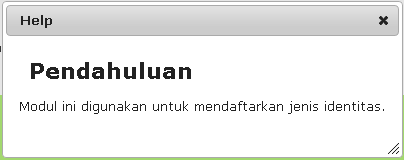 Help
Pendahuluan
Modul ini digunakan untuk mendaftarkan jenis identitas.